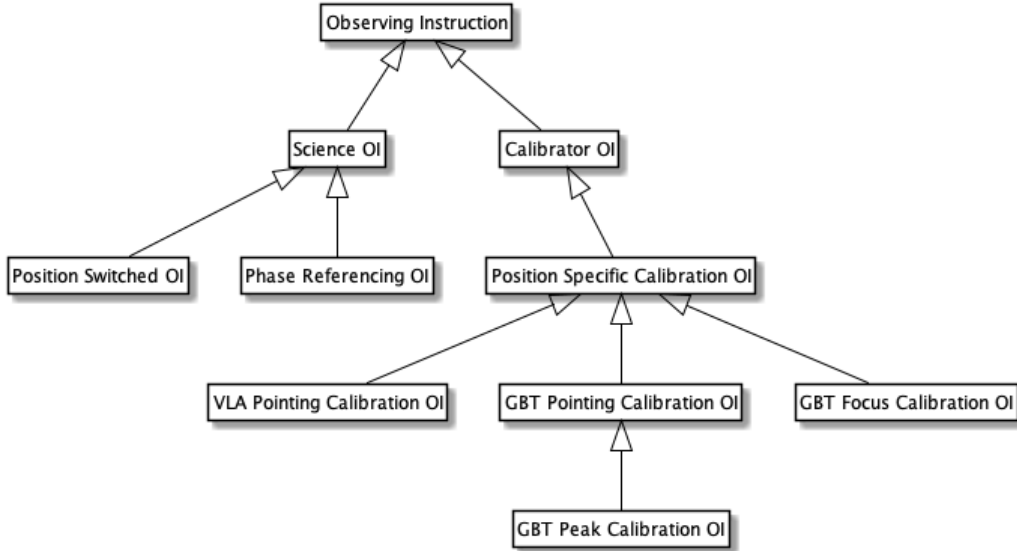 Observing Instruction
Science OI
Calibrator OI
Position Switched OI
Phase Referencing OI
Position Specific Calibration OI
VLA Pointing Calibration OI
GBT Pointing Calibration OI
GBT Focus Calibration OI
GBT Peak Calibration OI